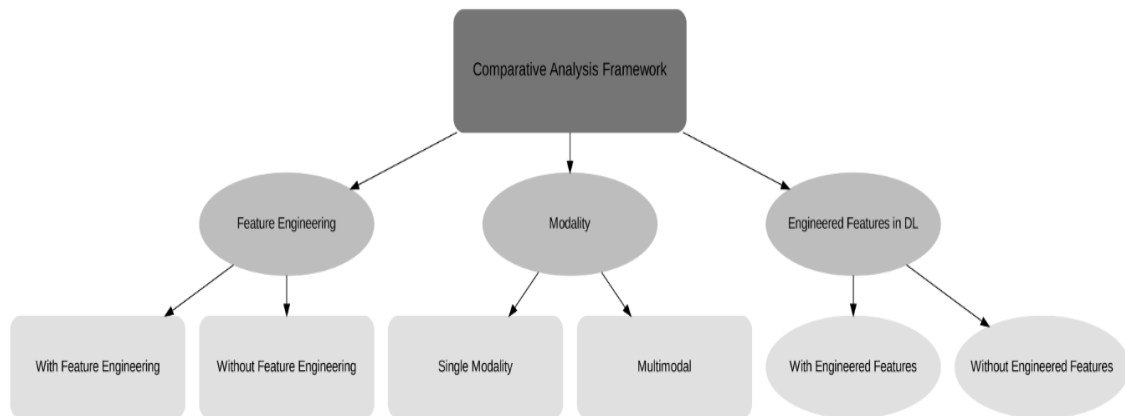 Comparative Analysis Framework
Feature Engineering
Modality
Engineered Features in DL
With Feature Engineering
Without Feature Engineering
Single Modality
Multimodal
With Engineered Features
Without Engineered Features